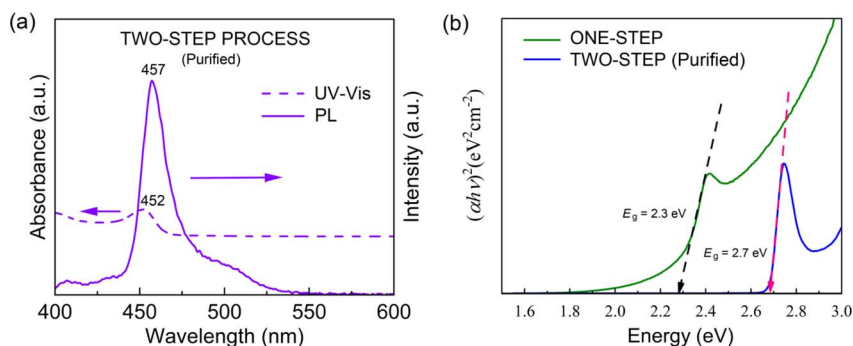 (a)
TWO-STEP PROCESS
(Purified)
457
UV-Vis
PL
452
Absorbance (a.u.)
Intensity (a.u.)
400 450 500 550 600
Wavelength (nm)
(b)
ONE-STEP
TWO-STEP (Purified)
(αhν)²(eV²cm⁻²)
Eg = 2.3 eV
Eg = 2.7 eV
1.6 2.0 2.2 2.4 2.6 2.8 3.0
Energy (eV)